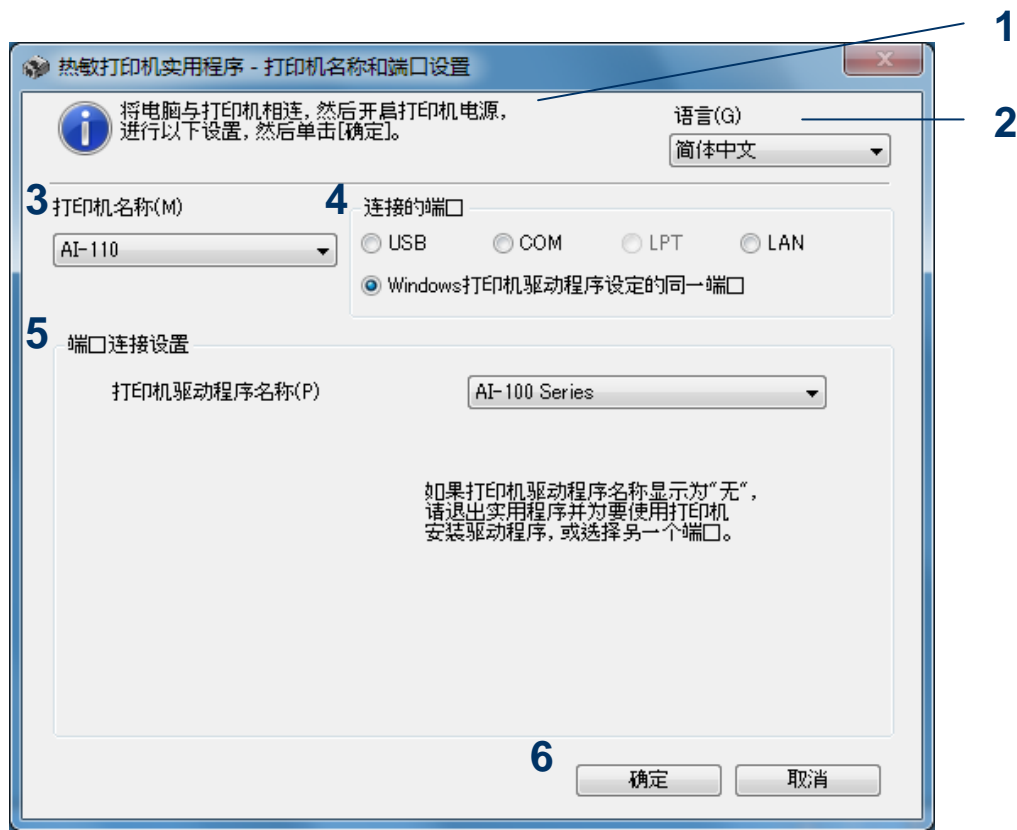 1
热敏打印机实用程序 - 打印机名称和端口设置
将电脑与打印机相连, 然后开启打印机电源,
进行以下设置, 然后单击[确定]。
语言(G)
2
简体中文
3
打印机名称(M)
AI-110
4
连接的端口
USB
COM
LPT
LAN
Windows打印机驱动程序设定的同一端口
5
端口连接设置
打印机驱动程序名称(P)
AI-100 Series
如果打印机驱动程序名称显示为“无“,
请退出实用程序并为要使用打印机
安装驱动程序, 或选择另一个端口。
6
确定
取消